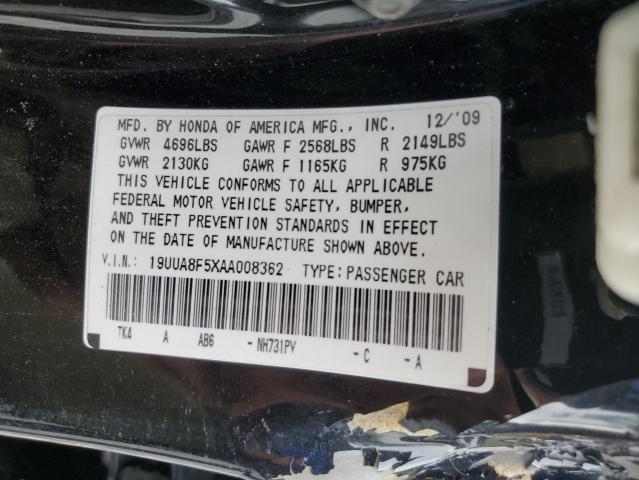 MFD. BY HONDA OF AMERICA MFG., INC. 12/'09
GVWR 4696LBS GAWR F 2568LBS R 2149LBS
GVWR 2130KG GAWR F 1165KG R 975KG
THIS VEHICLE CONFORMS TO ALL APPLICABLE
FEDERAL MOTOR VEHICLE SAFETY, BUMPER,
AND THEFT PREVENTION STANDARDS IN EFFECT
ON THE DATE OF MANUFACTURE SHOWN ABOVE.
V.I.N.: 19UUA8F5XAA008362 TYPE:PASSENGER CAR
TK4 A AB6 -NH731PV -C -A